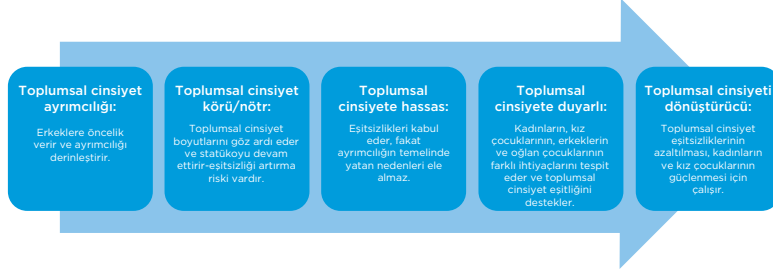 Toplumsal cinsiyet
ayrımcılığı:
Erkeklere öncelik
verir ve ayrımcılığı
derinleştirir.
Toplumsal cinsiyet
körü/nötr:
Toplumsal cinsiyet
boyutlarını göz ardı eder
ve statükoyu devam
ettirir-eşitsizliği artırma
riski vardır.
Toplumsal
cinsiyete hassas:
Eşitsizlikleri kabul
eder, fakat
ayrımcılığın temelinde
yatan nedenleri ele
almaz.
Toplumsal
cinsiyete duyarlı:
Kadınların, kız
çocuklarının, erkeklerin
ve oğlan çocuklarının
farklı ihtiyaçlarını tespit
eder ve toplumsal
cinsiyet eşitliğini
destekler.
Toplumsal cinsiyeti
dönüştürücü:
Toplumsal cinsiyet
eşitsizliklerinin
azaltılması, kadınların
ve kız çocuklarının
güçlenmesi için
çalışır.